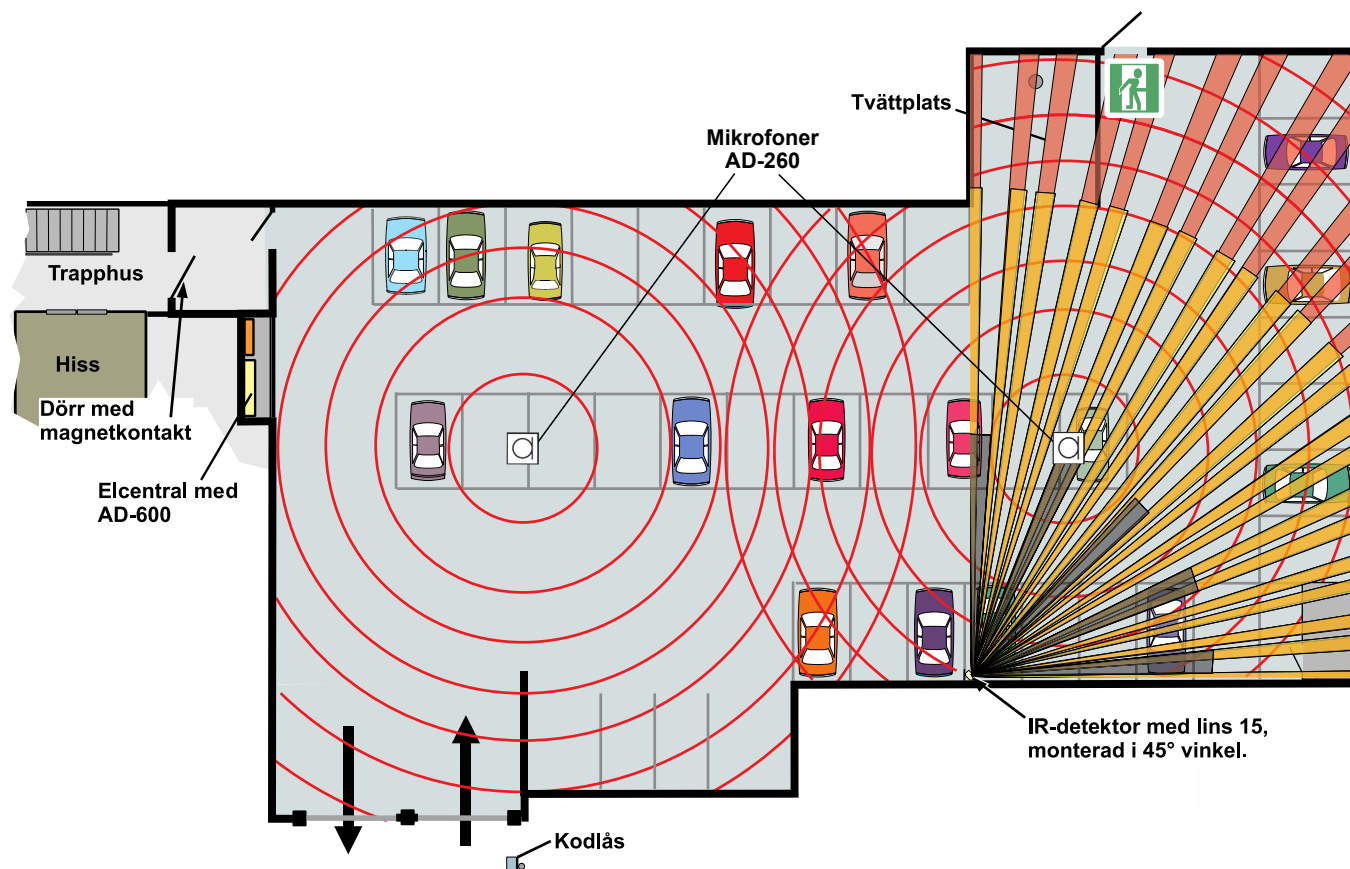 Tvättplats
Mikrofoner
AD-260
Trapphus
Hiss
Dörr med
magnetkontakt
Elcentral med
AD-600
IR-detektor med lins 15,
monterad i 45° vinkel.
Kodlås